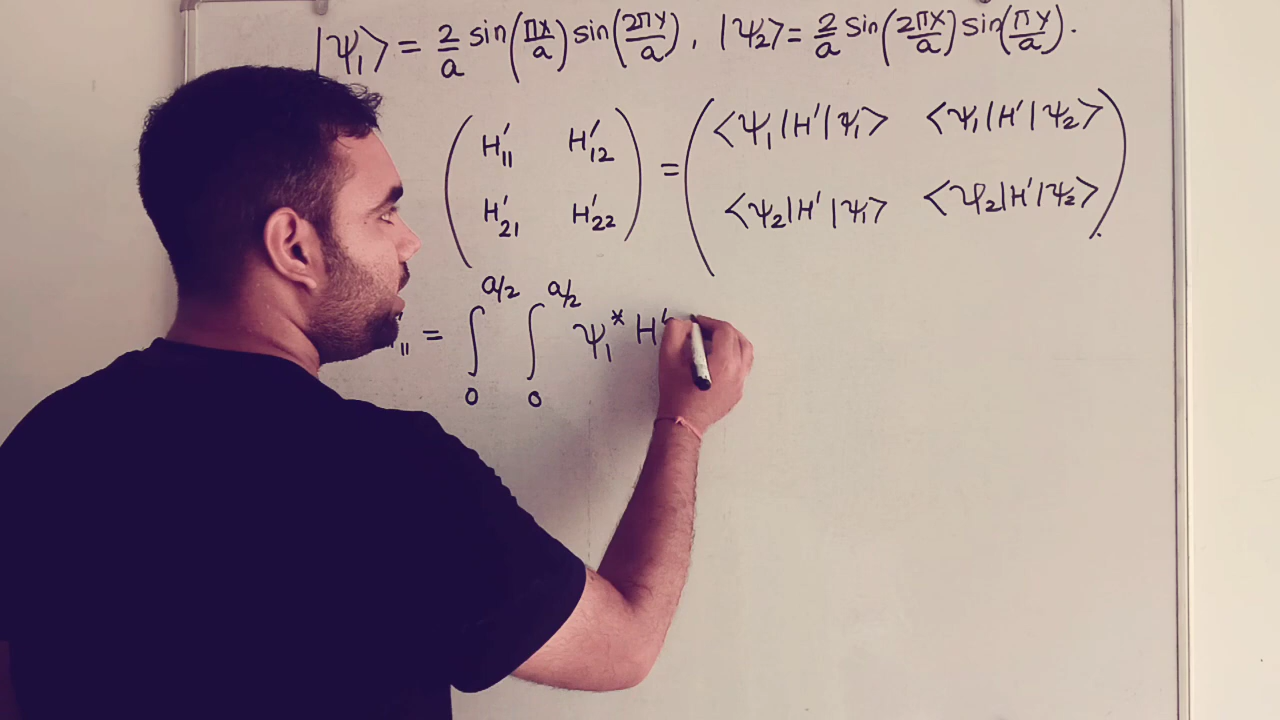 |ψ₁⟩ = 2/a sin(πx/a) sin(2πy/a), |ψ₂⟩ = 2/a sin(2πx/a) sin(πy/a).
( H'₁₁ H'₁₂ ) = ( ⟨ψ₁|H'|ψ₁⟩ ⟨ψ₁|H'|ψ₂⟩ )
( H'₂₁ H'₂₂ ) ( ⟨ψ₂|H'|ψ₁⟩ ⟨ψ₂|H'|ψ₂⟩ ).
₁₁ = ∫₀^{a/2} ∫₀^{a/2} ψ₁* H'